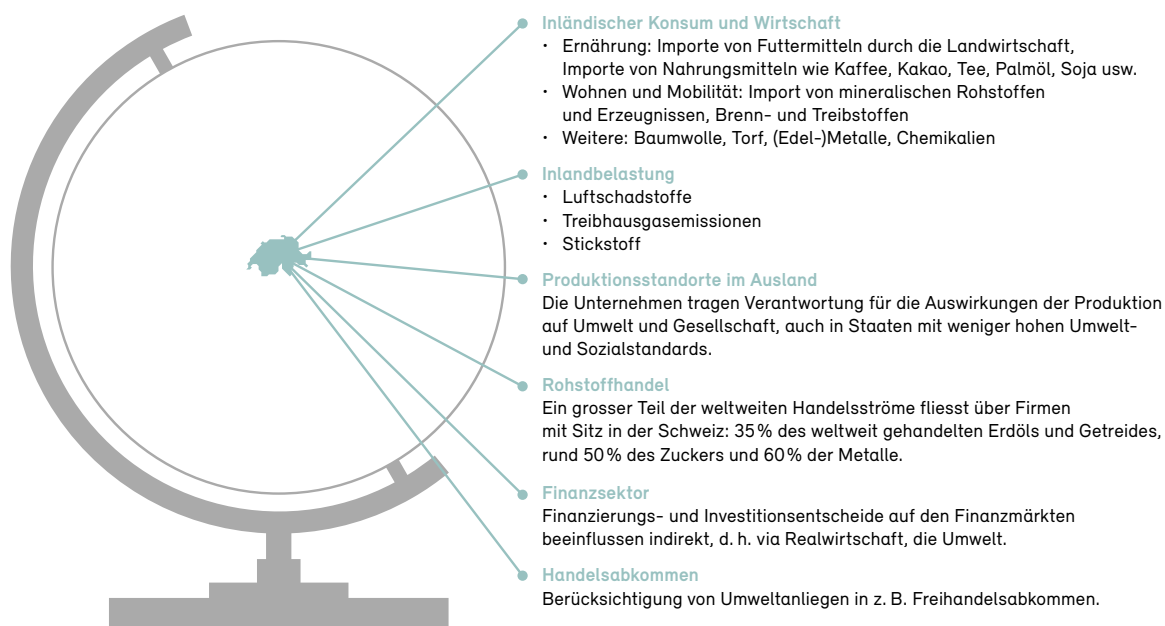 Inländischer Konsum und Wirtschaft
· Ernährung: Importe von Futtermitteln durch die Landwirtschaft,
Importe von Nahrungsmitteln wie Kaffee, Kakao, Tee, Palmöl, Soja usw.
· Wohnen und Mobilität: Import von mineralischen Rohstoffen
und Erzeugnissen, Brenn- und Treibstoffen
· Weitere: Baumwolle, Torf, (Edel-)Metalle, Chemikalien
Inlandbelastung
· Luftschadstoffe
· Treibhausgasemissionen
· Stickstoff
Produktionsstandorte im Ausland
Die Unternehmen tragen Verantwortung für die Auswirkungen der Produktion
auf Umwelt und Gesellschaft, auch in Staaten mit weniger hohen Umwelt-
und Sozialstandards.
Rohstoffhandel
Ein grosser Teil der weltweiten Handelsströme fliesst über Firmen
mit Sitz in der Schweiz: 35 % des weltweit gehandelten Erdöls und Getreides,
rund 50 % des Zuckers und 60 % der Metalle.
Finanzsektor
Finanzierungs- und Investitionsentscheide auf den Finanzmärkten
beeinflussen indirekt, d. h. via Realwirtschaft, die Umwelt.
Handelsabkommen
Berücksichtigung von Umweltanliegen in z. B. Freihandelsabkommen.